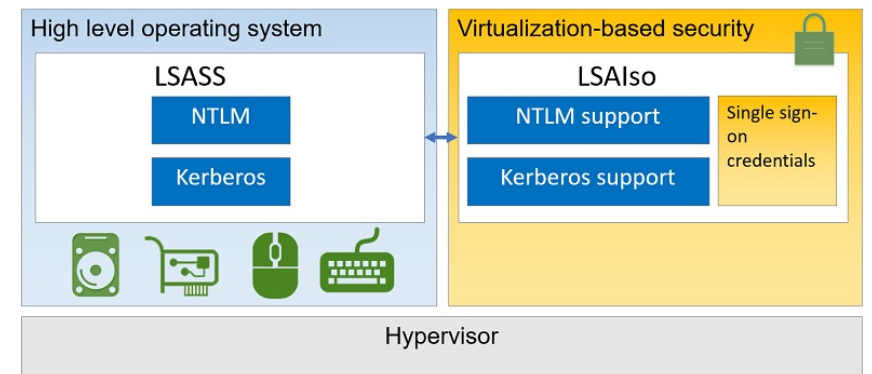 High level operating system
LSASS
NTLM
Kerberos
Virtualization-based security
LSAIso
NTLM support
Kerberos support
Single sign-
on
credentials
Hypervisor